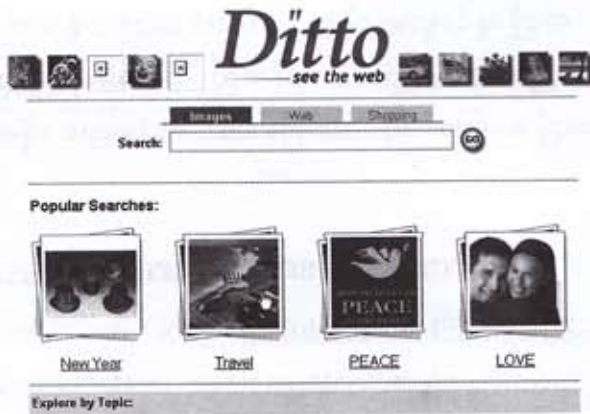 Ditto
see the web
Images Web Shopping
Search: GO
Popular Searches:
PEACE
New Year Travel PEACE LOVE
Explore by Topic: